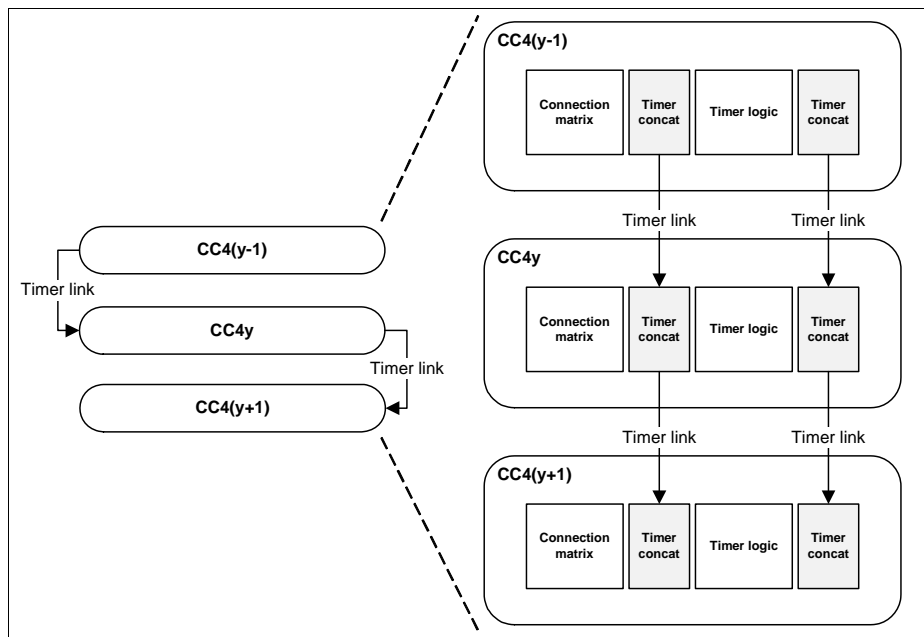 CC4(y-1)
Timer link
CC4y
Timer link
CC4(y+1)
CC4(y-1)
Connection
matrix
Timer
concat
Timer logic
Timer
concat
Timer link
Timer link
CC4y
Connection
matrix
Timer
concat
Timer logic
Timer
concat
Timer link
Timer link
CC4(y+1)
Connection
matrix
Timer
concat
Timer logic
Timer
concat